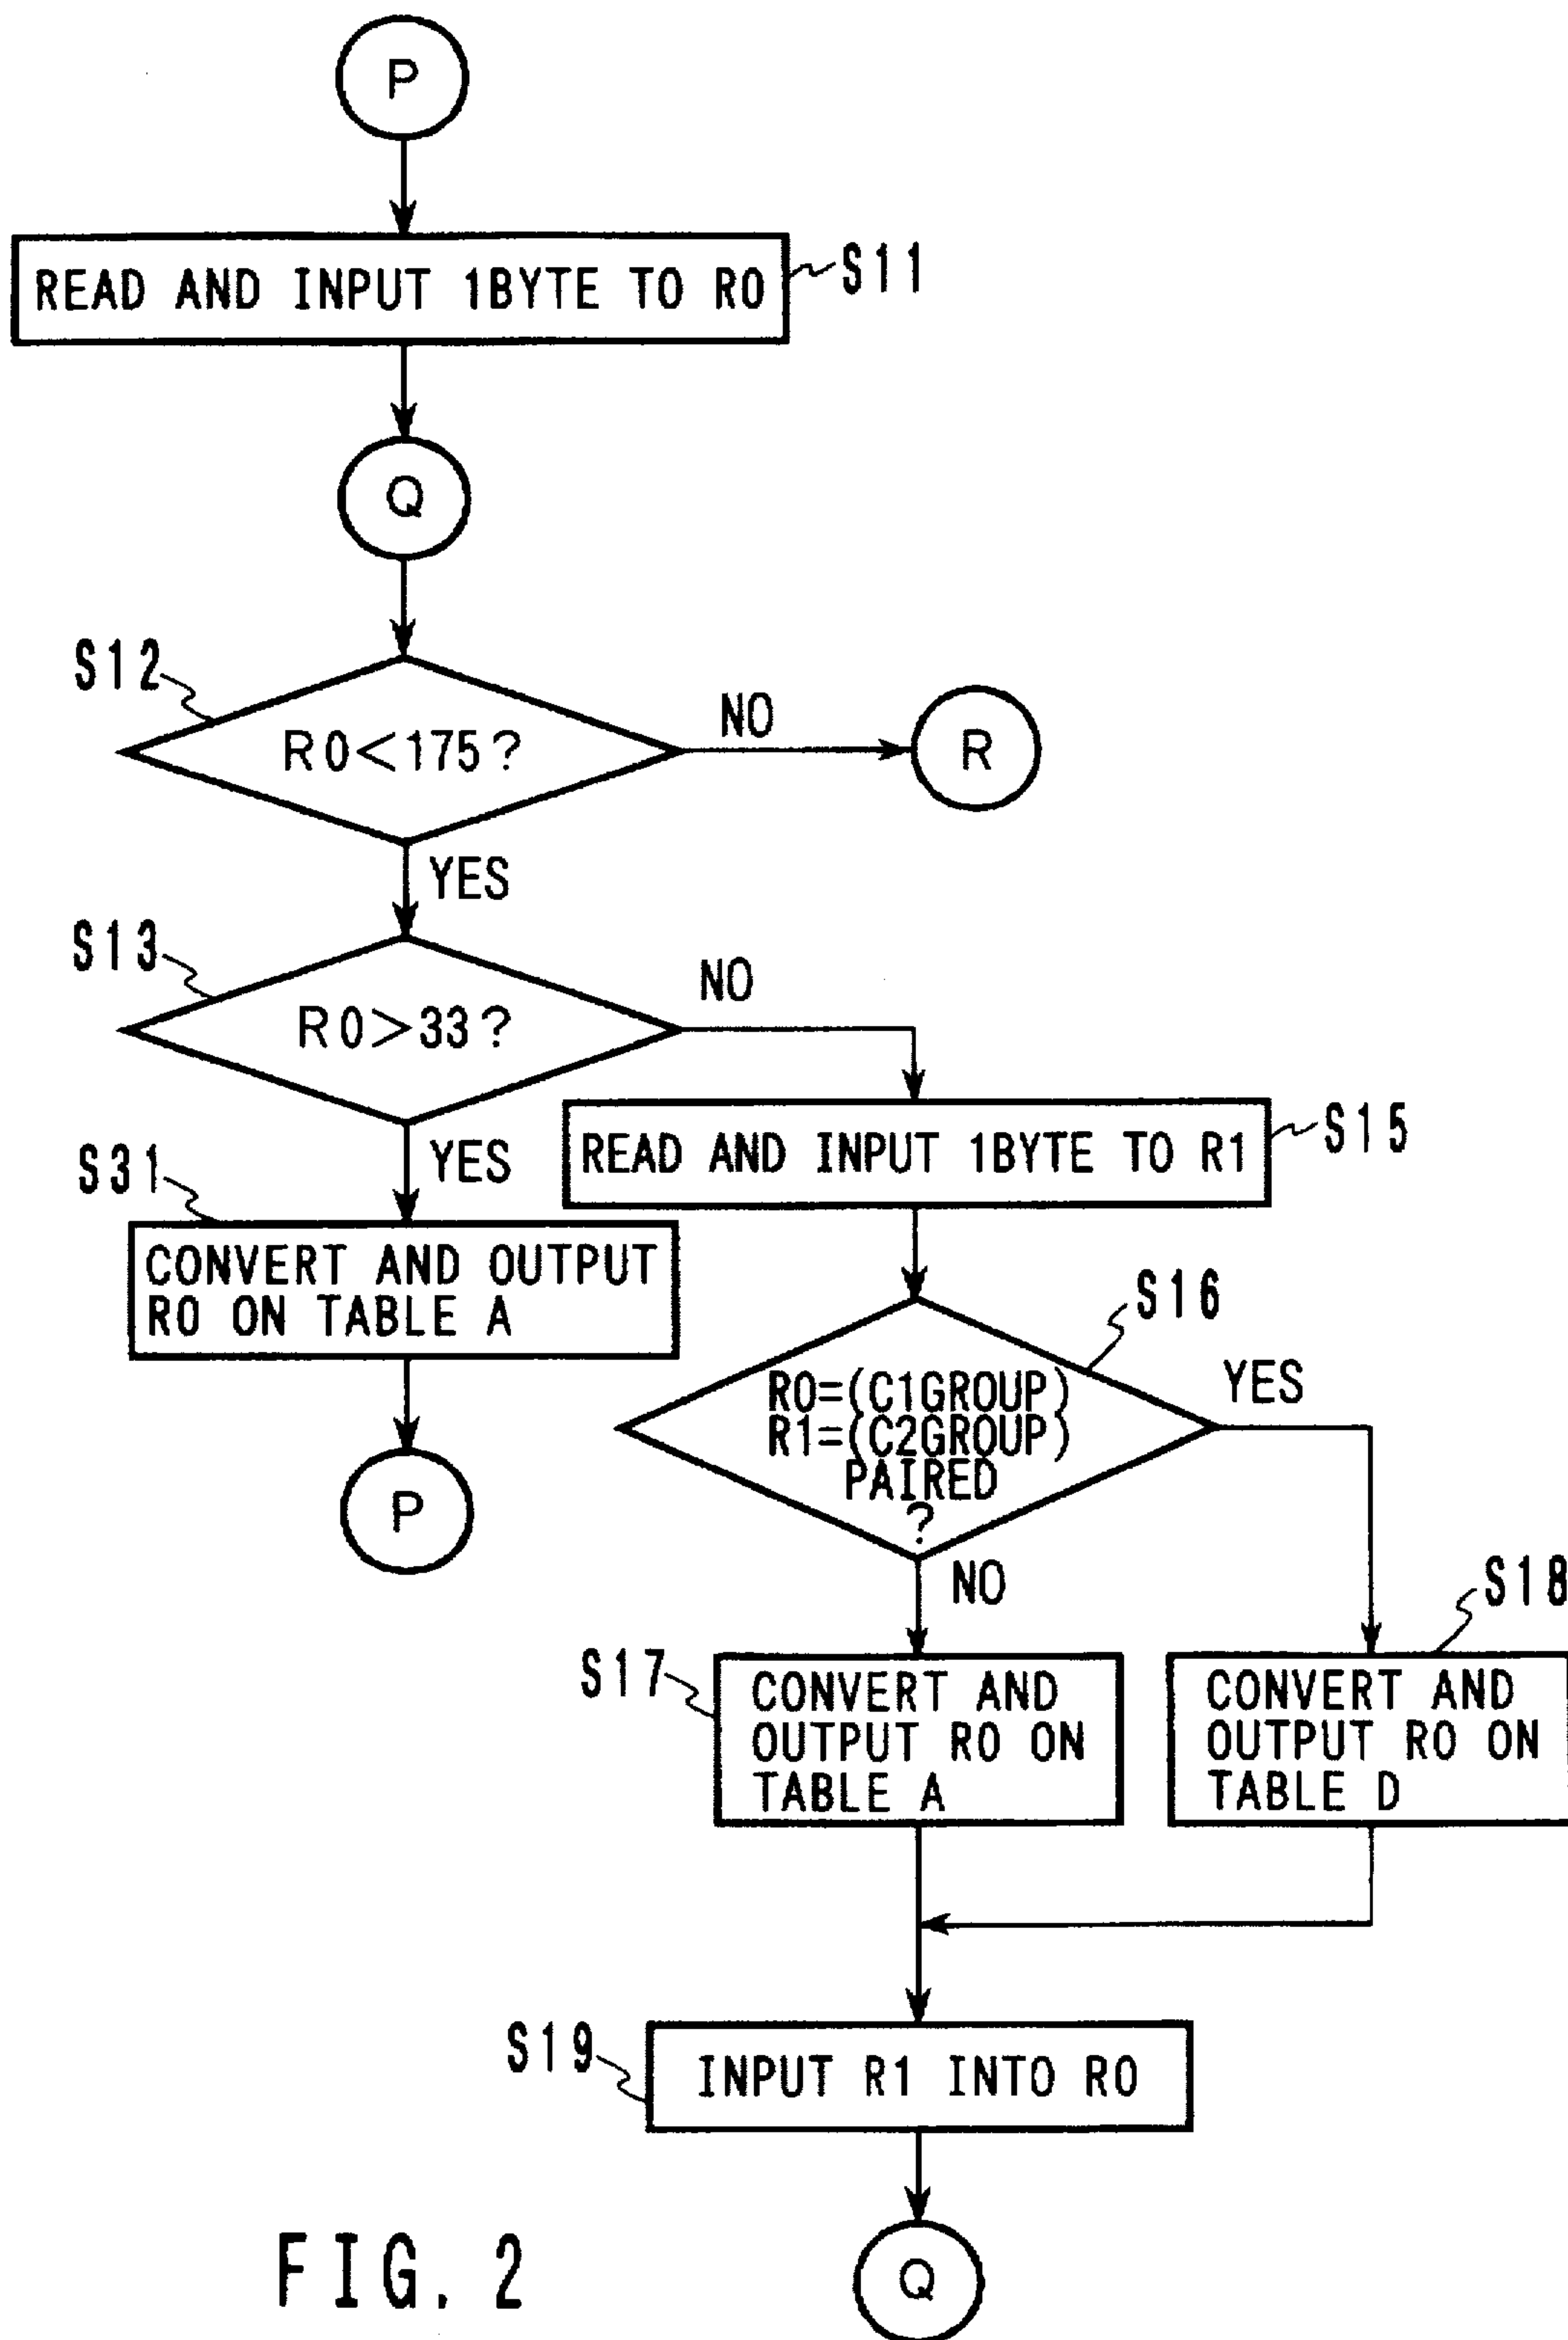 P
READ AND INPUT 1BYTE TO R0
S11
Q
S12
R0<175?
NO
R
YES
S13
R0>33?
NO
YES
S31
CONVERT AND OUTPUT
R0 ON TABLE A
P
READ AND INPUT 1BYTE TO R1
S15
S16
R0=(C1GROUP)
R1=(C2GROUP)
PAIRED
?
YES
NO
S17
CONVERT AND
OUTPUT R0 ON
TABLE A
S18
CONVERT AND
OUTPUT R0 ON
TABLE D
S19
INPUT R1 INTO R0
Q
FIG. 2